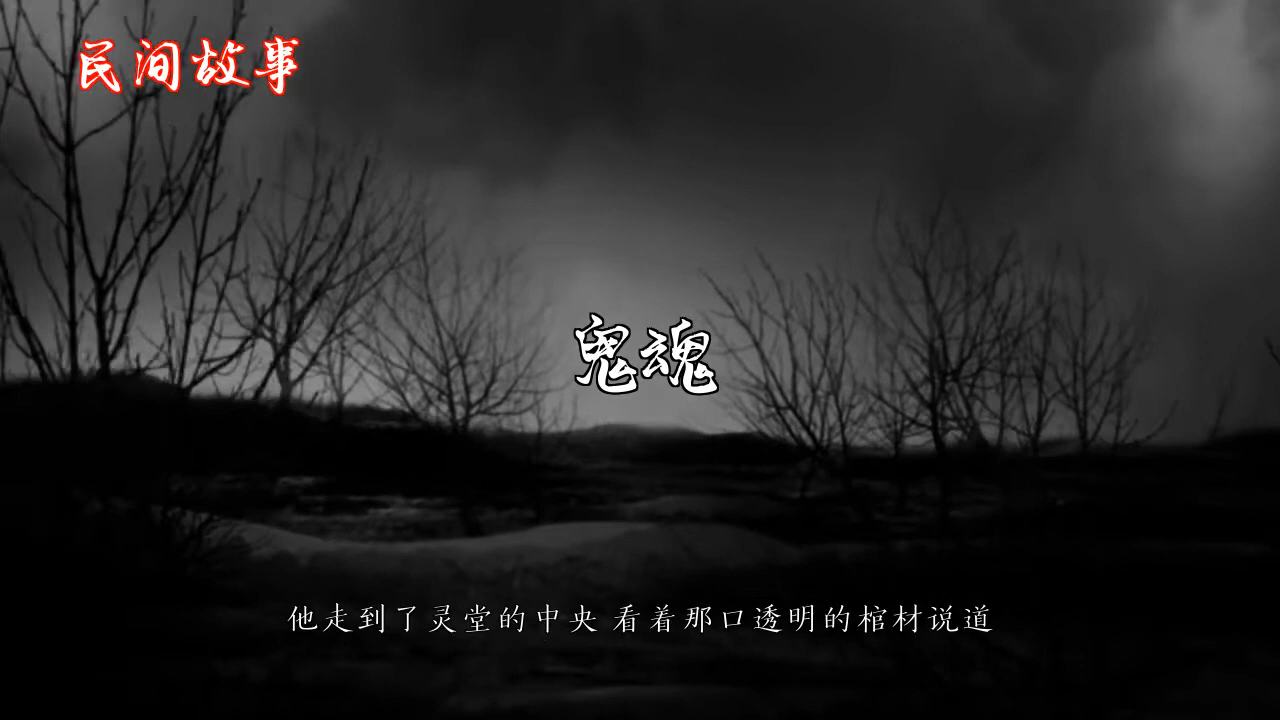 民间故事
鬼魂
他走到了灵堂的中央 看着那口透明的棺材说道